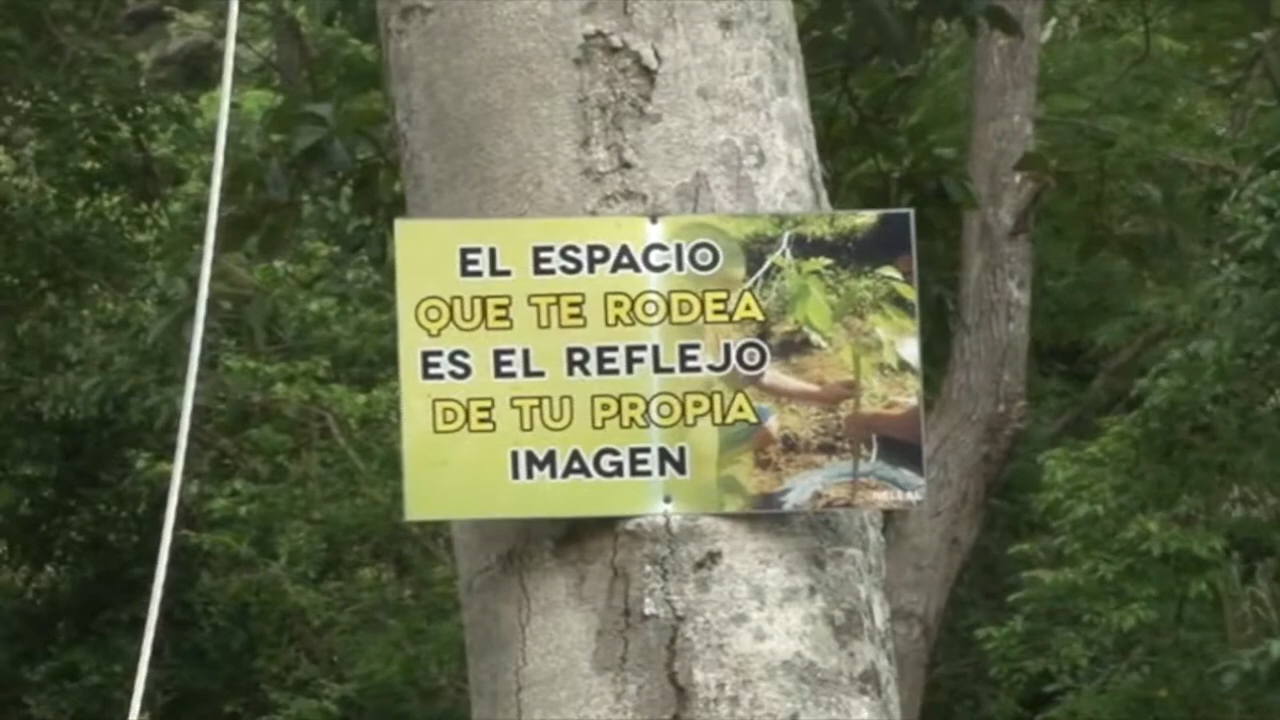 EL ESPACIO
QUE TE RODEA
ES EL REFLEJO
DE TU PROPIA
IMAGEN